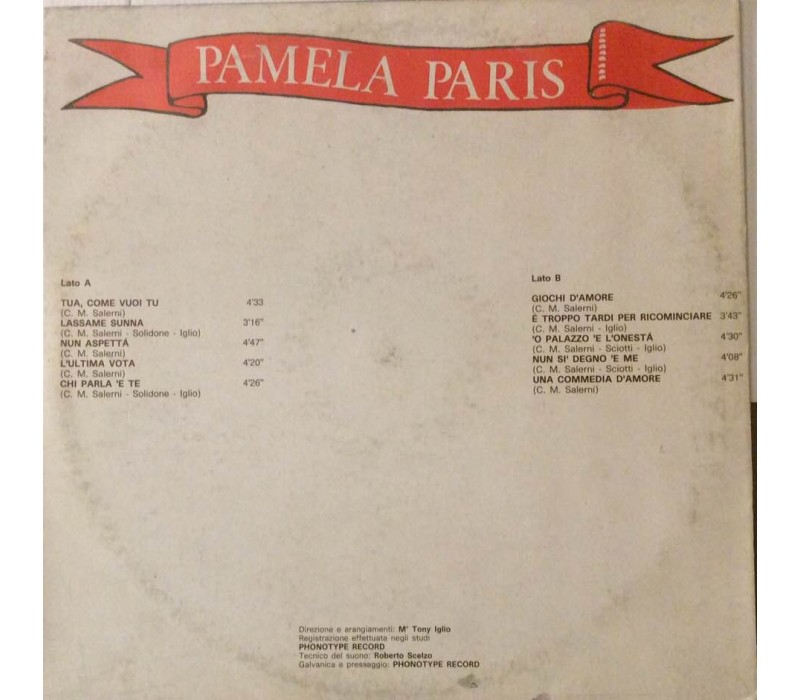 PAMELA PARIS
Lato A
TUA, COME VUOI TU 4'33
(C. M. Salerni)
LASSAME SUNNA 3'16"
(C. M. Salerni - Solidone - Iglio)
NUN ASPETTÀ 4'47"
(C. M. Salerni)
L'ULTIMA VOTA 4'20"
(C. M. Salerni)
CHI PARLA 'E TE 4'26"
(C. M. Salerni - Solidone - Iglio)
Lato B
GIOCHI D'AMORE 4'26"
(C. M. Salerni)
È TROPPO TARDI PER RICOMINCIARE 3'43"
(C. M. Salerni - Iglio)
'O PALAZZO 'E L'ONESTÀ 4'30"
(C. M. Salerni - Sciotti - Iglio)
NUN SI' DEGNO 'E ME 4'08"
(C. M. Salerni - Sciotti - Iglio)
UNA COMMEDIA D'AMORE 4'31"
(C. M. Salerni)
Direzione e arangiamenti: M° Tony Iglio
Registrazione effettuata negli studi
PHONOTYPE RECORD
Tecnico del suono: Roberto Scelzo
Galvanica e pressaggio: PHONOTYPE RECORD